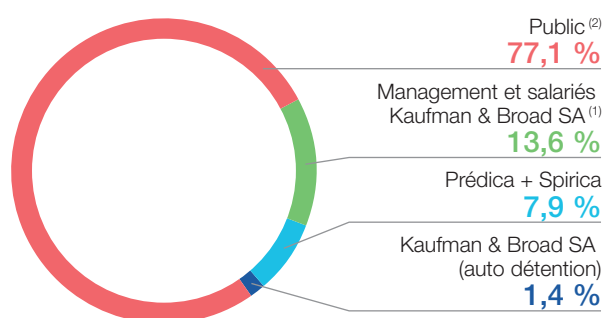 Public (2)
77,1 %
Management et salariés
Kaufman & Broad SA (1)
13,6 %
Prédica + Spirica
7,9 %
Kaufman & Broad SA
(auto détention)
1,4 %